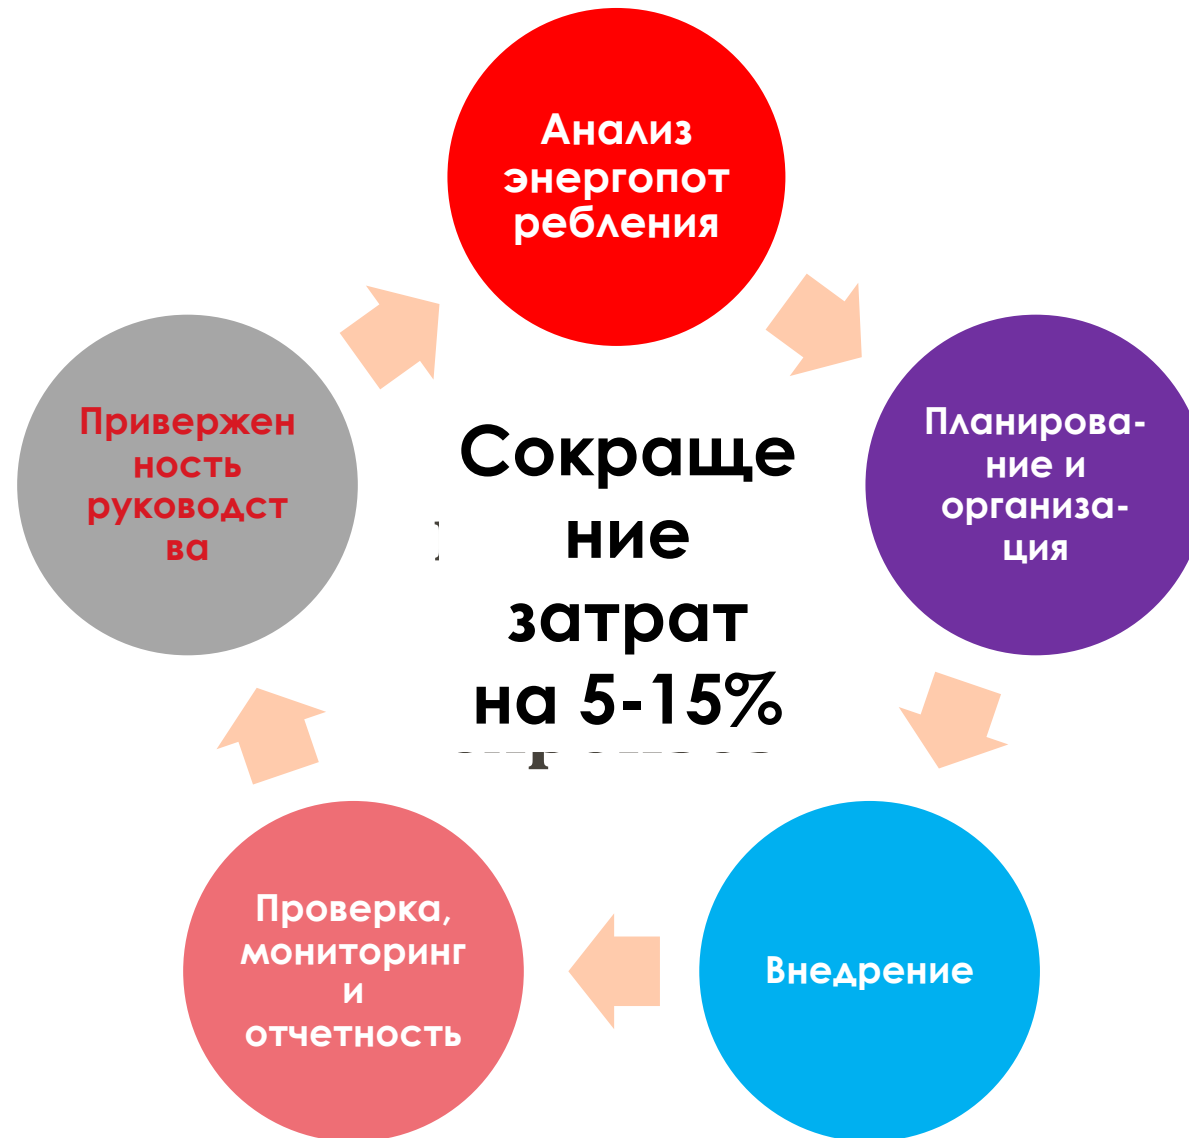 Анализ
энергопот
ребления
Планирова-
ние и
организа-
ция
Внедрение
Проверка,
мониторинг
и
отчетность
Привержен
ность
руководст
ва
Сокраще
ние
затрат
на 5-15%